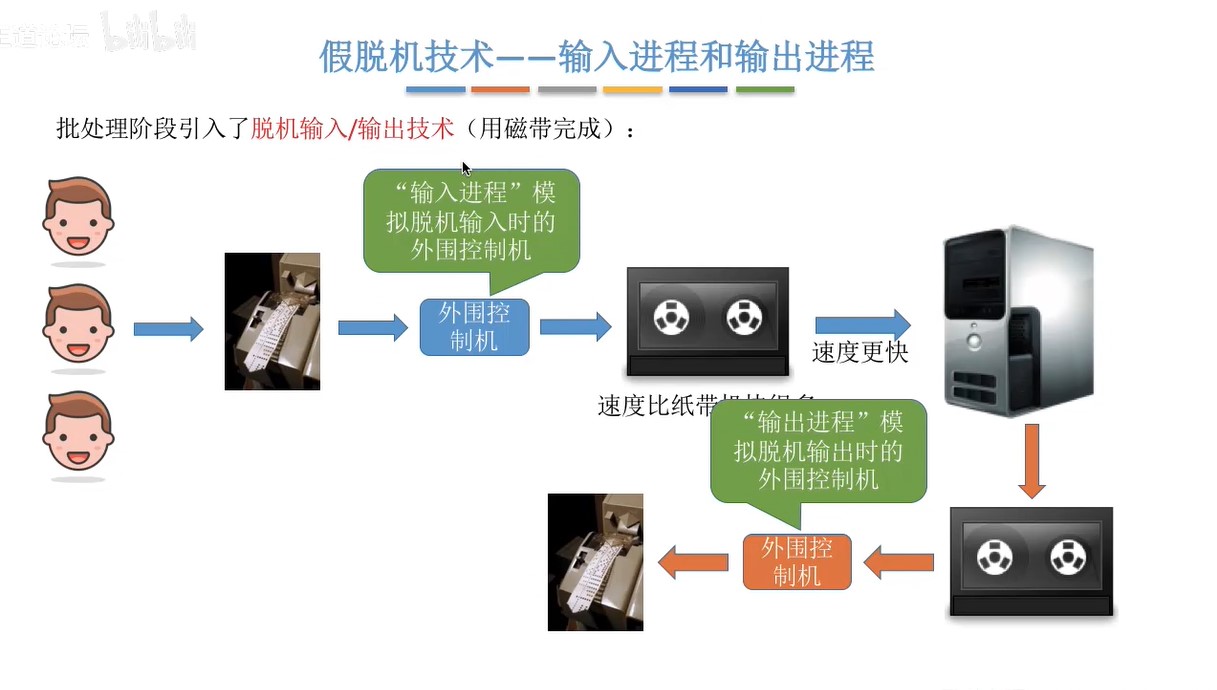 bilibili
假脱机技术——输入进程和输出进程
批处理阶段引入了脱机输入/输出技术（用磁带完成）：
“输入进程”模
拟脱机输入时的
外围控制机
外围控
制机
速度更快
速度比纸带机
“输出进程”模
拟脱机输出时的
外围控制机
外围控
制机